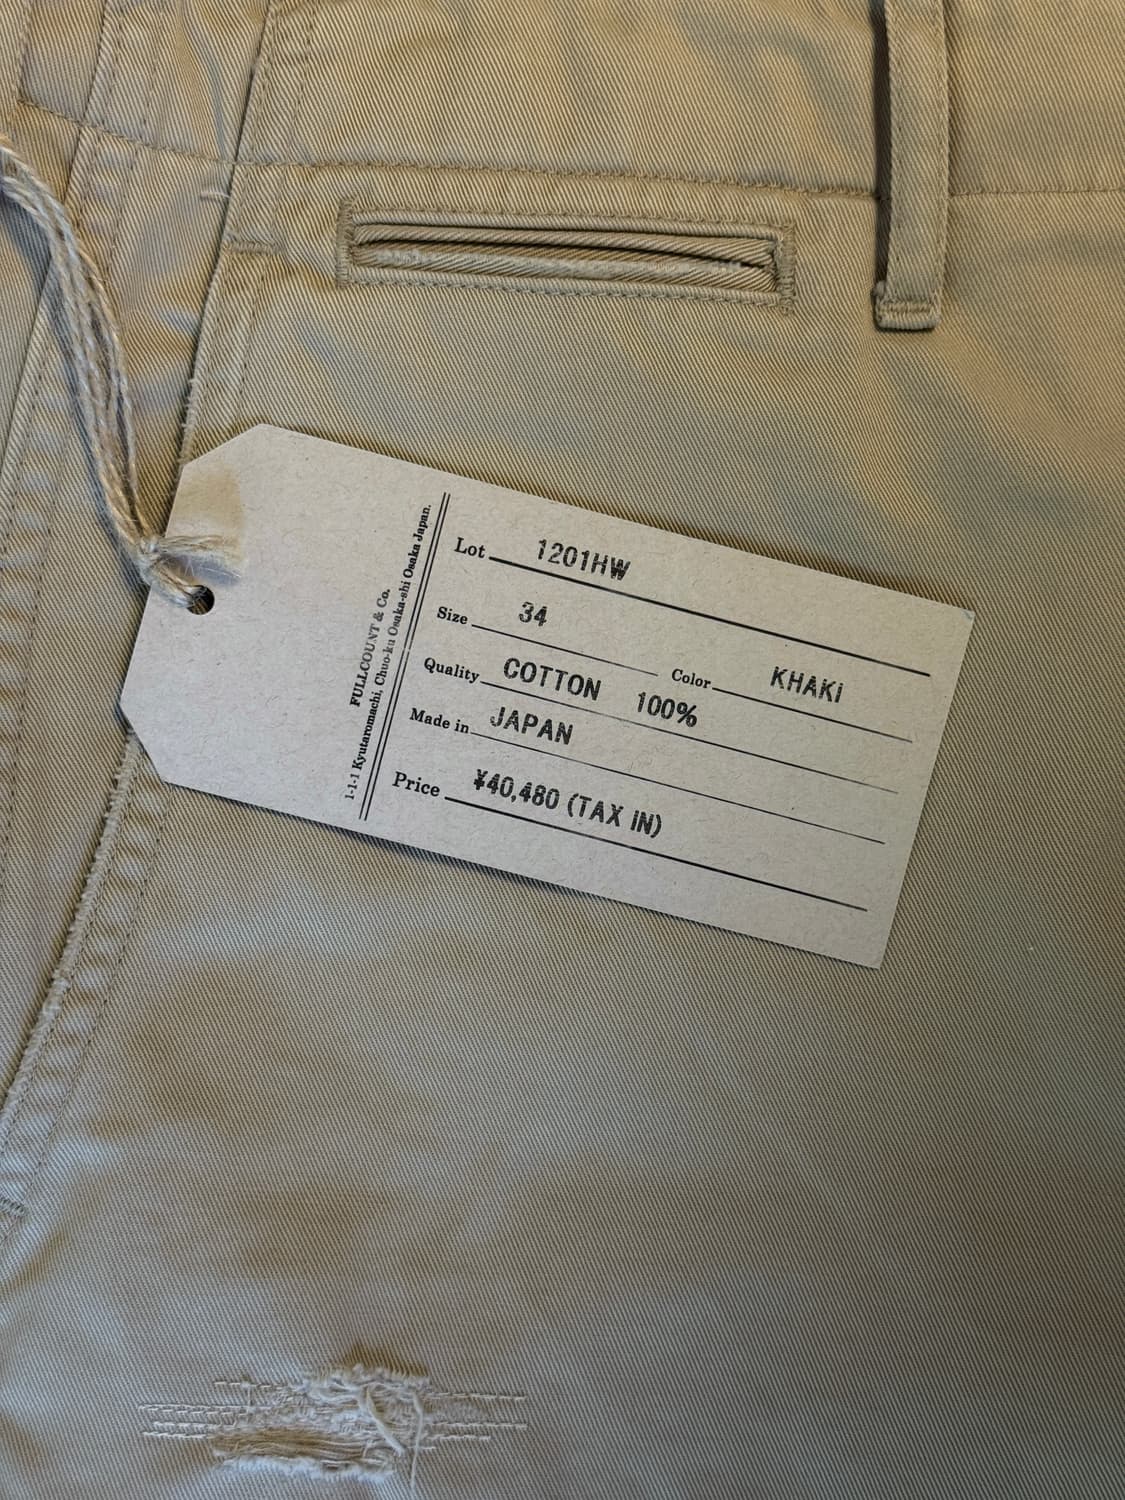 FULLCOUNT & Co.
1-1-1 Kyutaromachi, Chuo-ku Osaka-shi Osaka Japan.
Lot 1201HW
Size 34
Color KHAKI
Quality COTTON 100%
Made in JAPAN
Price ¥40,480 (TAX IN)